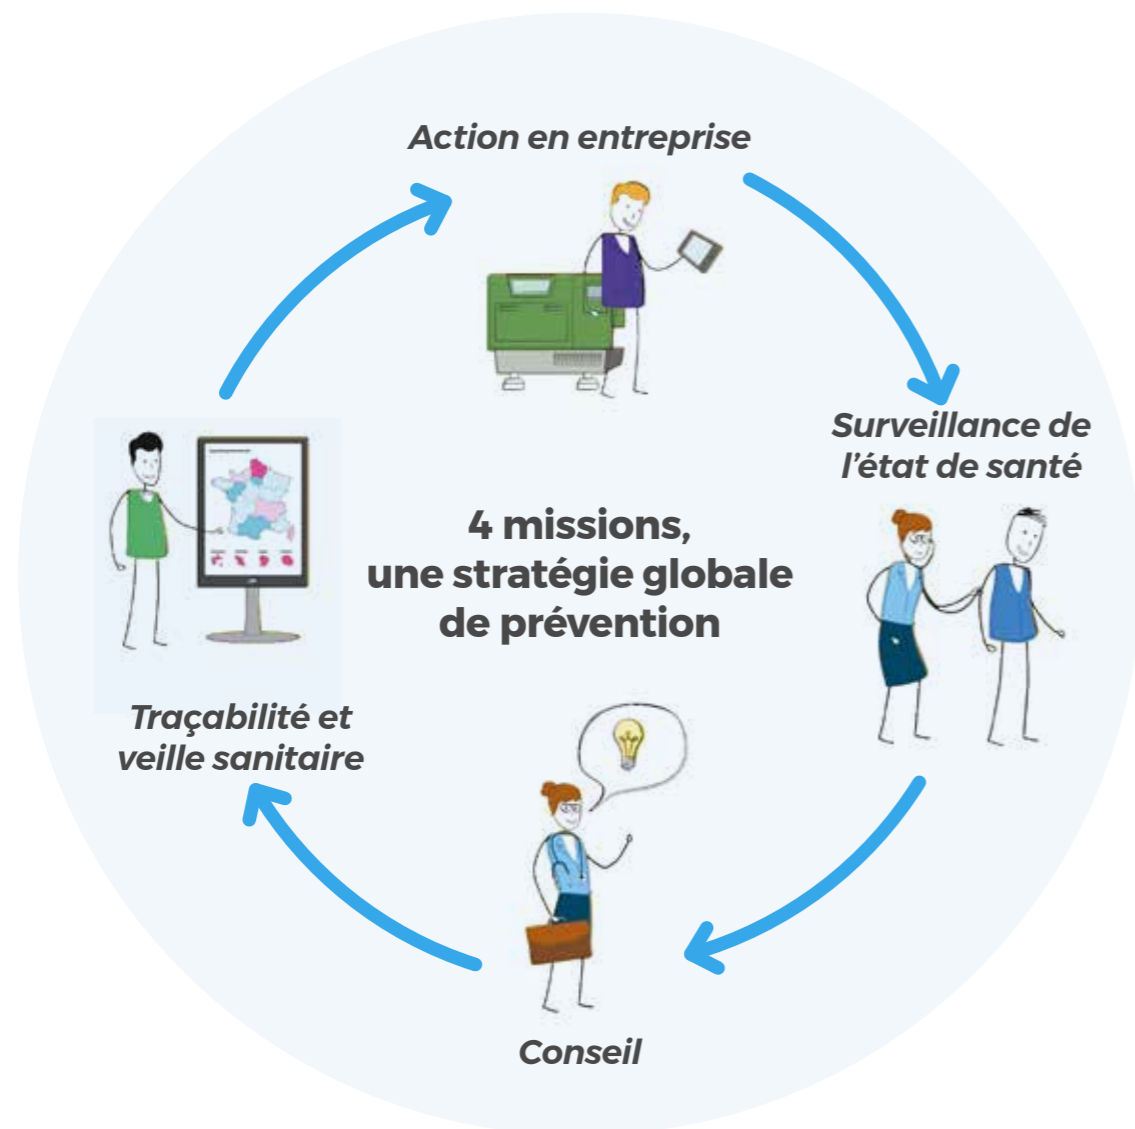 Action en entreprise
Surveillance de
l'état de santé
4 missions,
une stratégie globale
de prévention
Traçabilité et
veille sanitaire
Conseil